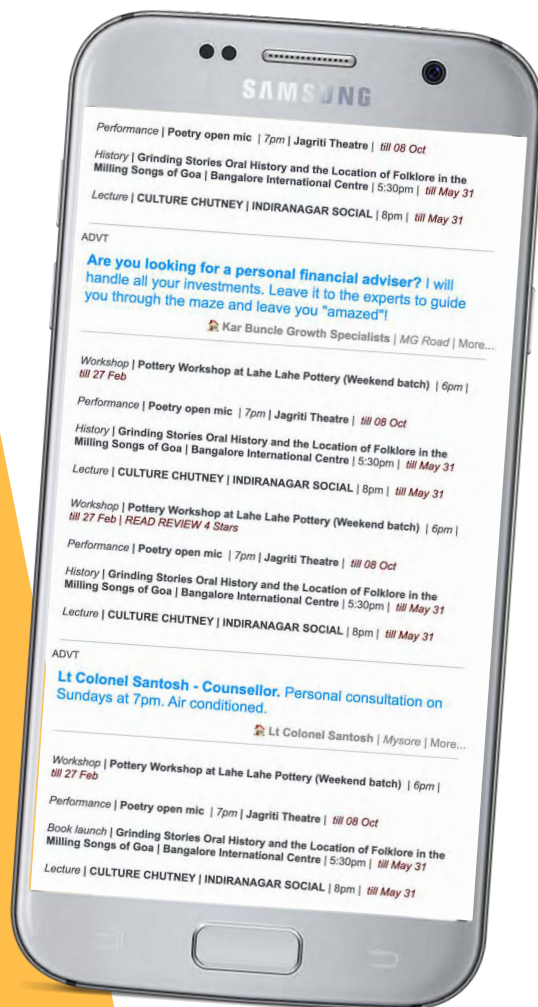 SAMSUNG
Performance | Poetry open mic | 7pm | Jagriti Theatre | till 08 Oct
History | Grinding Stories Oral History and the Location of Folklore in the
Milling Songs of Goa | Bangalore International Centre | 5:30pm | till May 31
Lecture | CULTURE CHUTNEY | INDIRANAGAR SOCIAL | 8pm | till May 31
ADVT
Are you looking for a personal financial adviser? I will
handle all your investments. Leave it to the experts to guide
you through the maze and leave you "amazed"!
Kar Buncle Growth Specialists | MG Road | More...
Workshop | Pottery Workshop at Lahe Lahe Pottery (Weekend batch) | 6pm |
till 27 Feb
Performance | Poetry open mic | 7pm | Jagriti Theatre | till 08 Oct
History | Grinding Stories Oral History and the Location of Folklore in the
Milling Songs of Goa | Bangalore International Centre | 5:30pm | till May 31
Lecture | CULTURE CHUTNEY | INDIRANAGAR SOCIAL | 8pm | till May 31
Workshop | Pottery Workshop at Lahe Lahe Pottery (Weekend batch) | 6pm |
till 27 Feb | READ REVIEW 4 Stars
Performance | Poetry open mic | 7pm | Jagriti Theatre | till 08 Oct
History | Grinding Stories Oral History and the Location of Folklore in the
Milling Songs of Goa | Bangalore International Centre | 5:30pm | till May 31
Lecture | CULTURE CHUTNEY | INDIRANAGAR SOCIAL | 8pm | till May 31
ADVT
Lt Colonel Santosh - Counsellor. Personal consultation on
Sundays at 7pm. Air conditioned.
Lt Colonel Santosh | Mysore | More...
Workshop | Pottery Workshop at Lahe Lahe Pottery (Weekend batch) | 6pm |
till 27 Feb
Performance | Poetry open mic | 7pm | Jagriti Theatre | till 08 Oct
Book launch | Grinding Stories Oral History and the Location of Folklore in the
Milling Songs of Goa | Bangalore International Centre | 5:30pm | till May 31
Lecture | CULTURE CHUTNEY | INDIRANAGAR SOCIAL | 8pm | till May 31